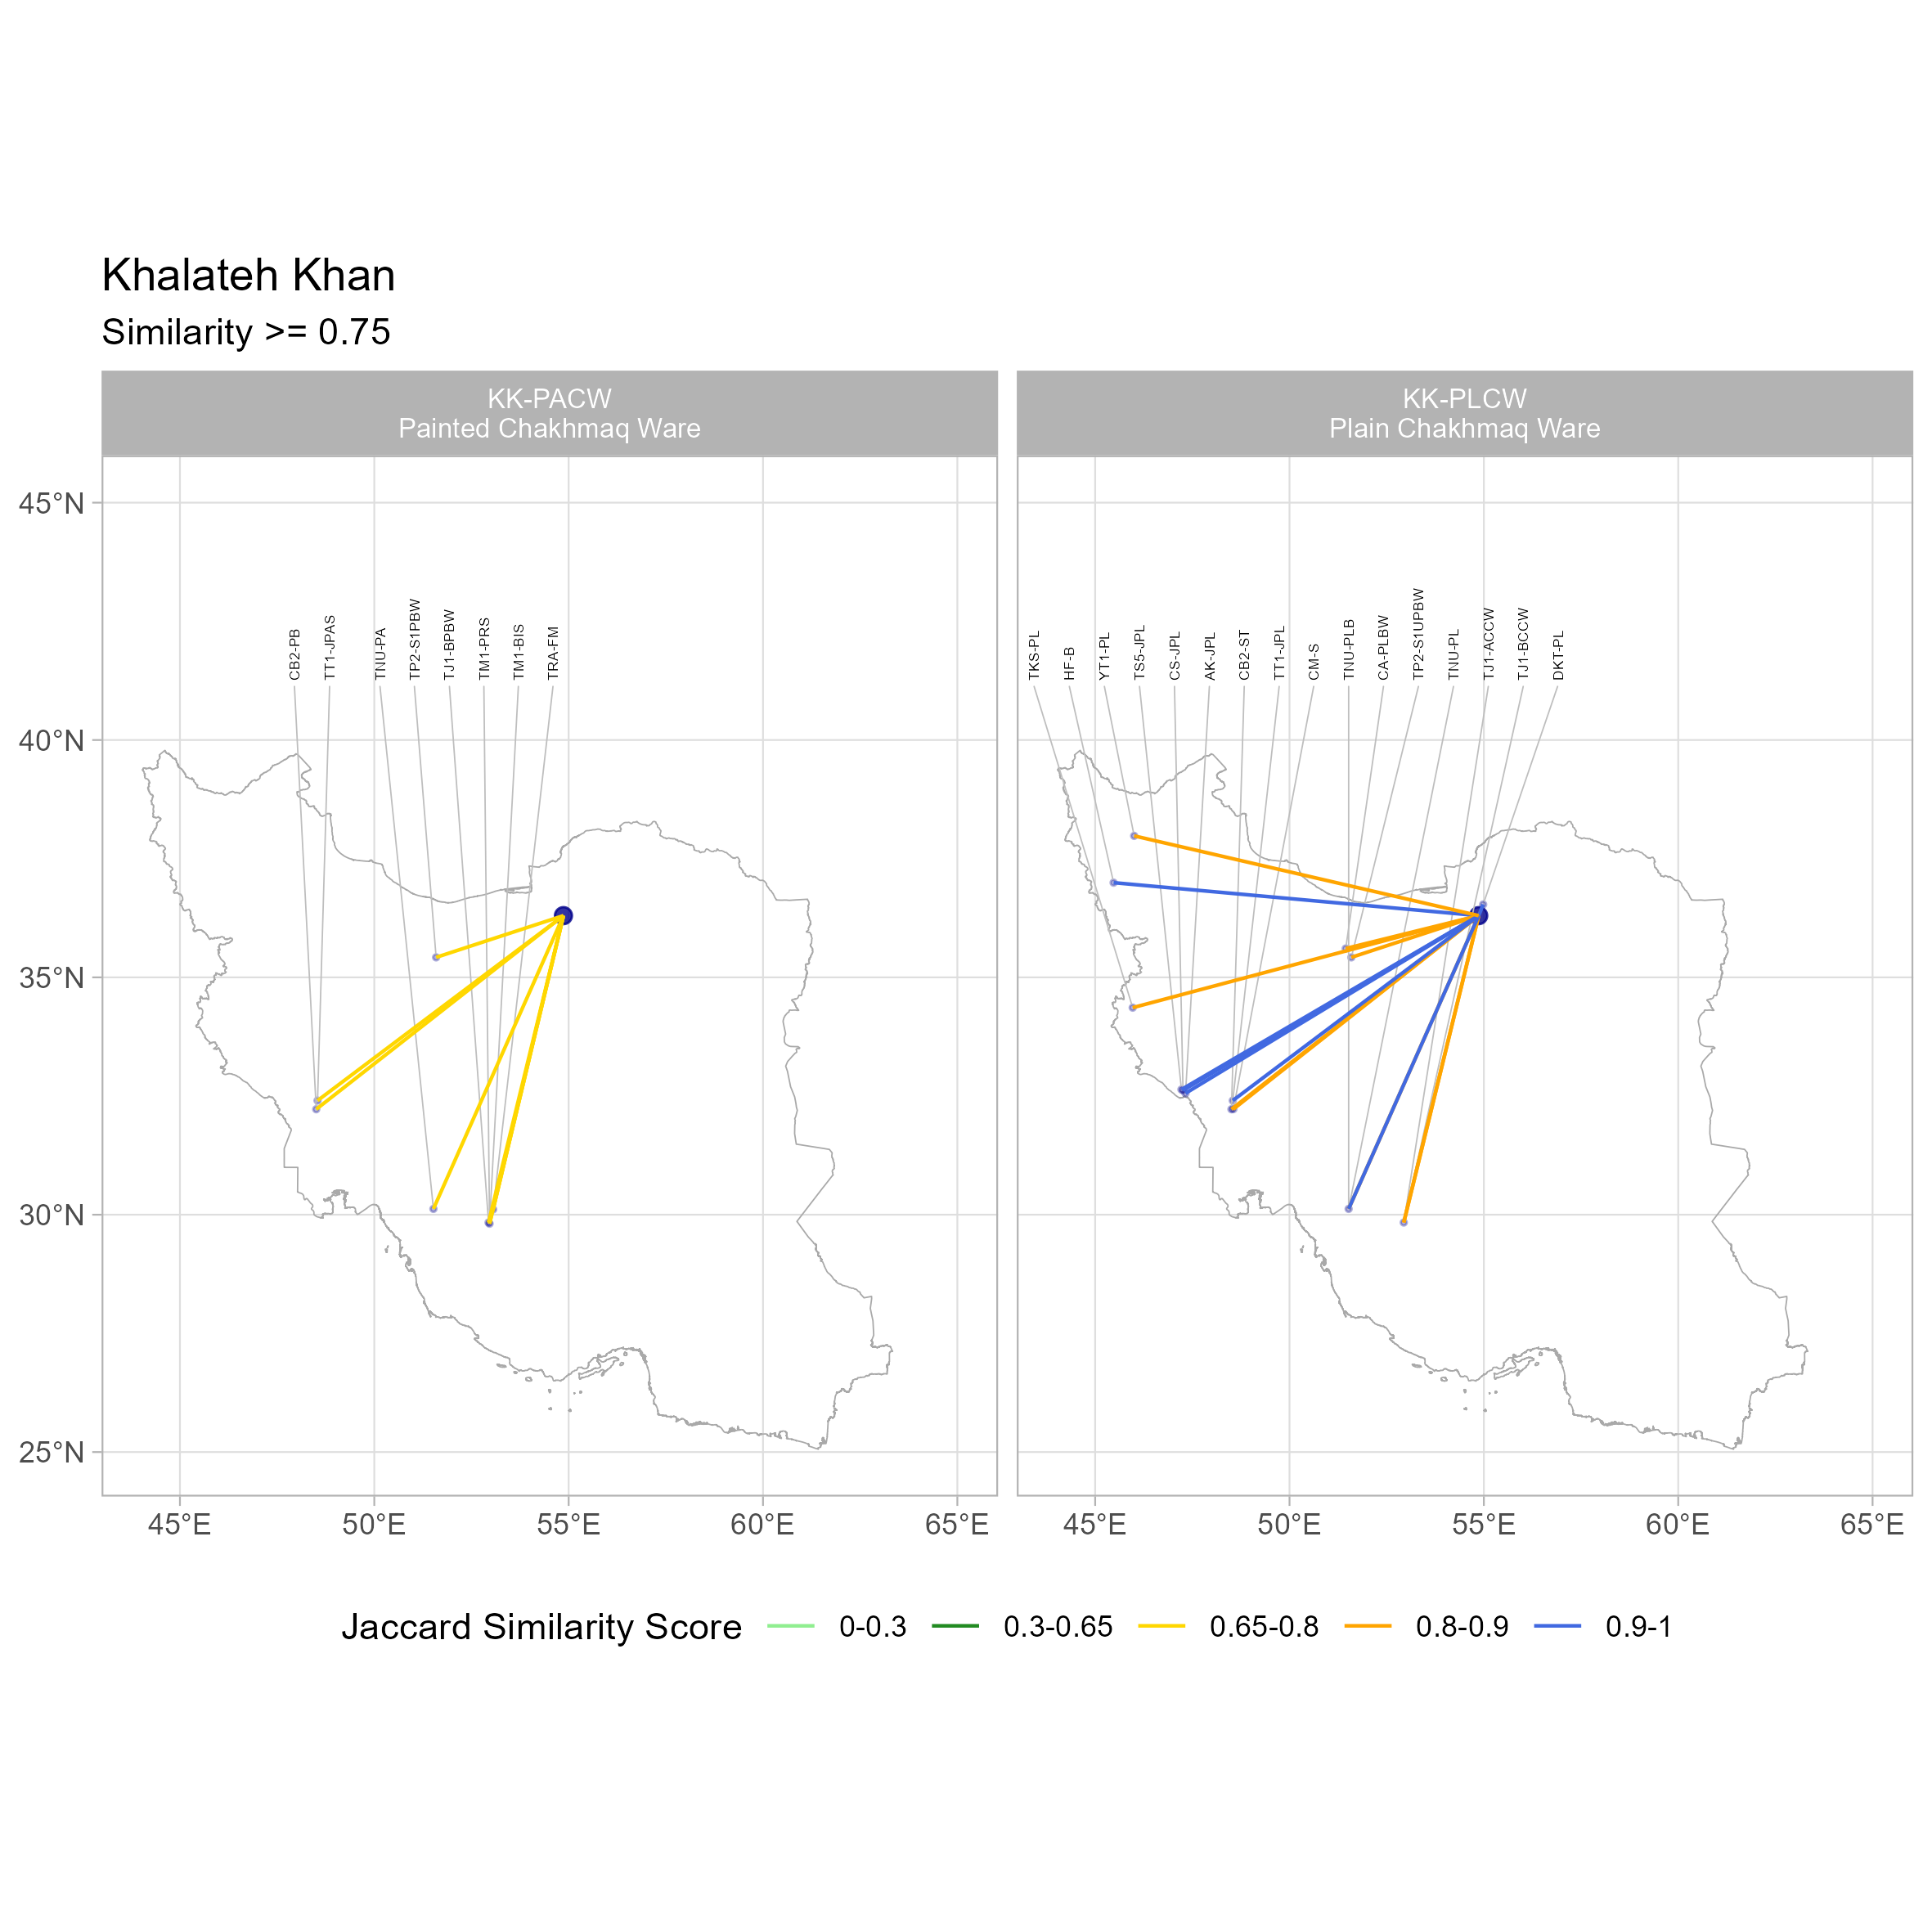 Khalateh Khan
Similarity >= 0.75
KK-PACW
Painted Chakhmaq Ware
KK-PLCW
Plain Chakhmaq Ware
45°N
40°N
35°N
30°N
25°N
CB2-PB
TT1-JPAS
TNU-PA
TP2-S1PBW
TJ1-BPBW
TM1-PRS
TM1-BIS
TRA-FM
TKS-PL
HF-B
YT1-PL
TS5-JPL
CS-JPL
AK-JPL
CB2-ST
TT1-JPL
CM-S
TNU-PLB
CA-PLBW
TP2-S1UPBW
TNU-PL
TJ1-ACCW
TJ1-BCCW
DKT-PL
45°E
50°E
55°E
60°E
65°E
45°E
50°E
55°E
60°E
65°E
Jaccard Similarity Score 0-0.3 0.3-0.65 0.65-0.8 0.8-0.9 0.9-1